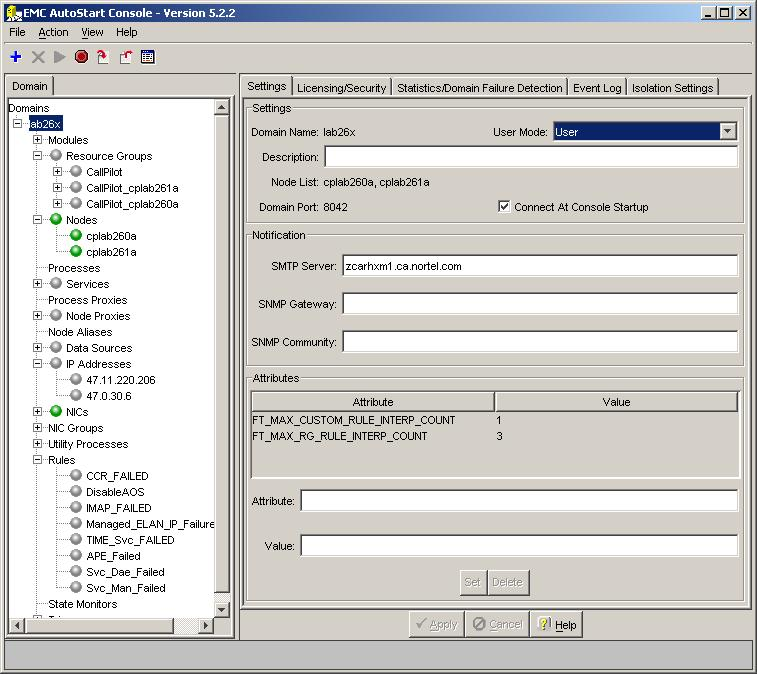 EMC AutoStart Console - Version 5.2.2
File Action View Help
Domain
Domains
lab26x
Modules
Resource Groups
CallPilot
CallPilot_cplab261a
CallPilot_cplab260a
Nodes
cplab260a
cplab261a
Processes
Services
Process Proxies
Node Proxies
Node Aliases
Data Sources
IP Addresses
47.11.220.206
47.0.30.6
NICs
NIC Groups
Utility Processes
Rules
CCR_FAILED
DisableAOS
IMAP_FAILED
Managed_ELAN_IP_Failure
TIME_Svc_FAILED
APE_Failed
Svc_Dae_Failed
Svc_Man_Failed
State Monitors
Settings Licensing/Security Statistics/Domain Failure Detection Event Log Isolation Settings
Settings
Domain Name: lab26x User Mode: User
Description:
Node List: cplab260a, cplab261a
Domain Port: 8042 Connect At Console Startup
Notification
SMTP Server: zcarhxm1.ca.nortel.com
SNMP Gateway:
SNMP Community:
Attributes
Attribute Value
FT_MAX_CUSTOM_RULE_INTERP_COUNT 1
FT_MAX_RG_RULE_INTERP_COUNT 3
Attribute:
Value:
Set Delete
Apply Cancel Help